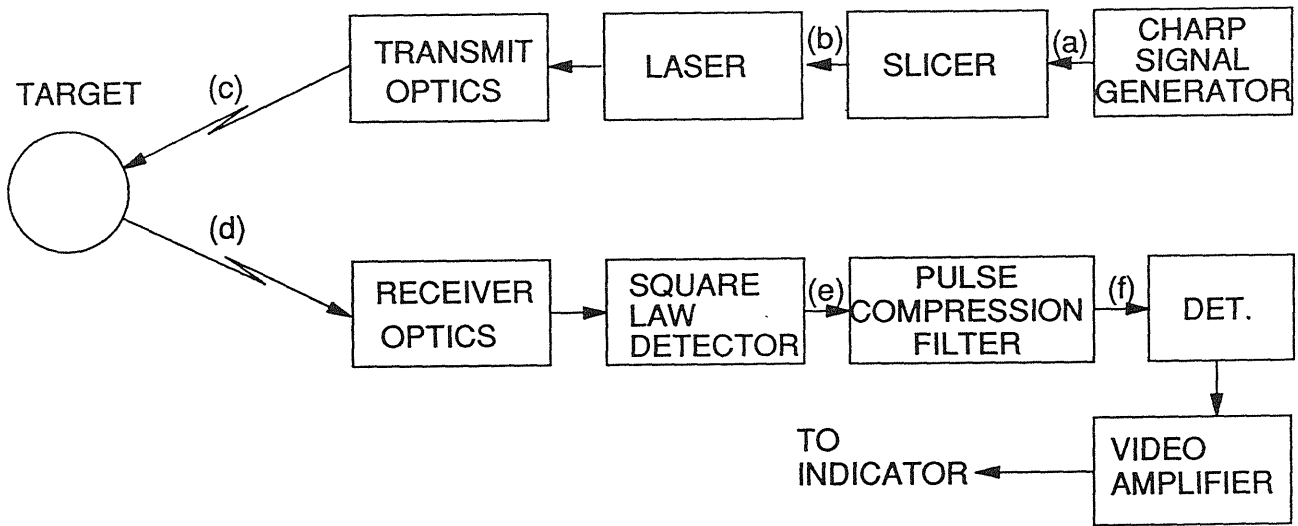 TARGET
(c)
TRANSMIT
OPTICS
LASER
(b)
SLICER
(a)
CHARP
SIGNAL
GENERATOR
(d)
RECEIVER
OPTICS
SQUARE
LAW
DETECTOR
(e)
PULSE
COMPRESSION
FILTER
(f)
DET.
TO
INDICATOR
VIDEO
AMPLIFIER